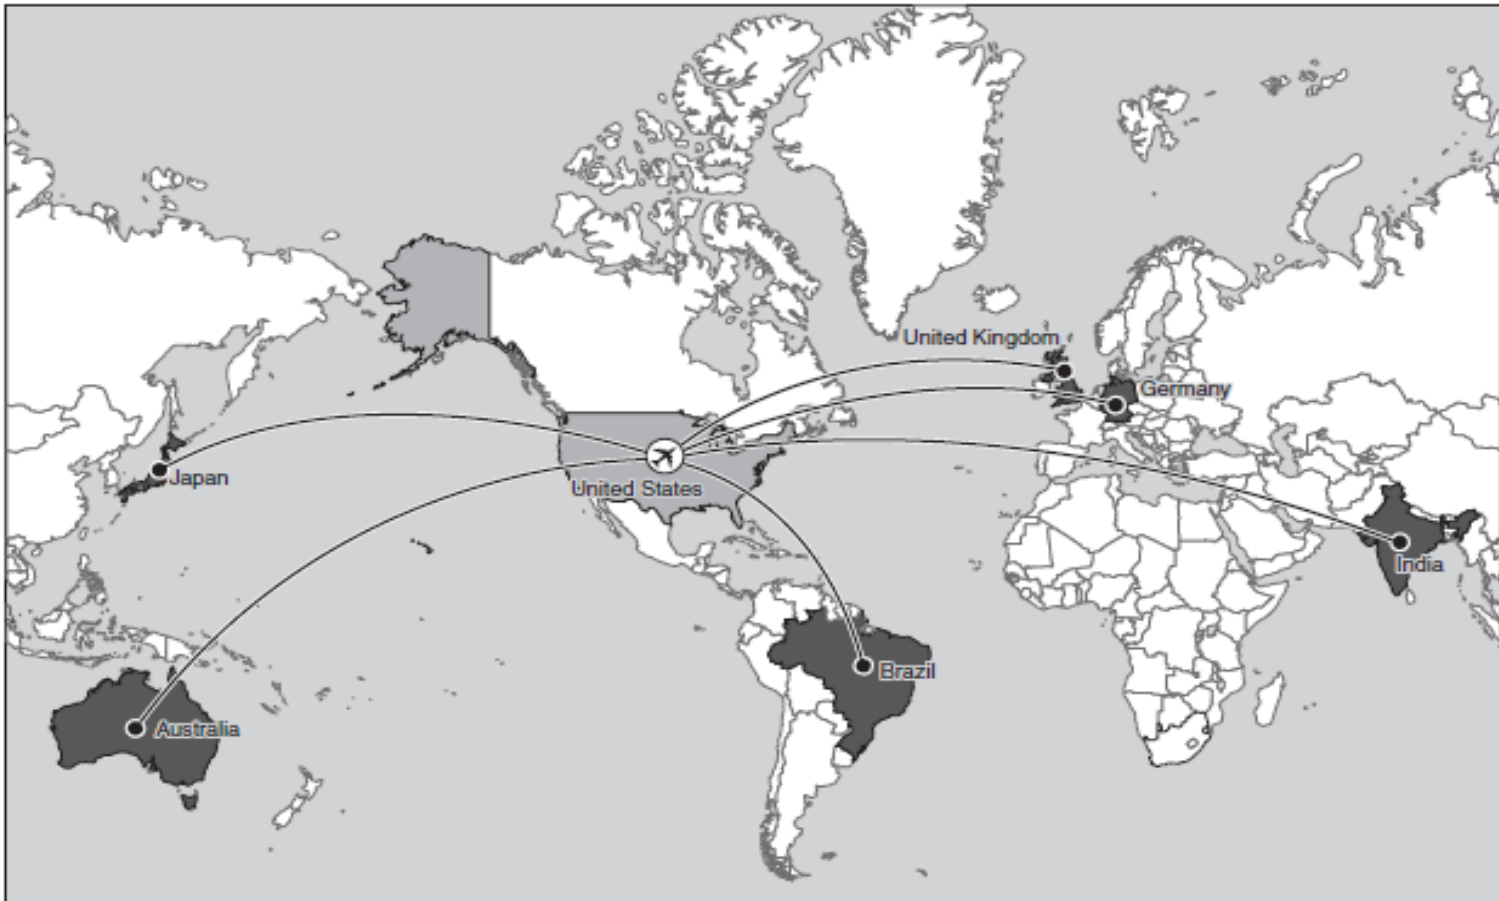 United Kingdom
Germany
Japan
United States
India
Brazil
Australia